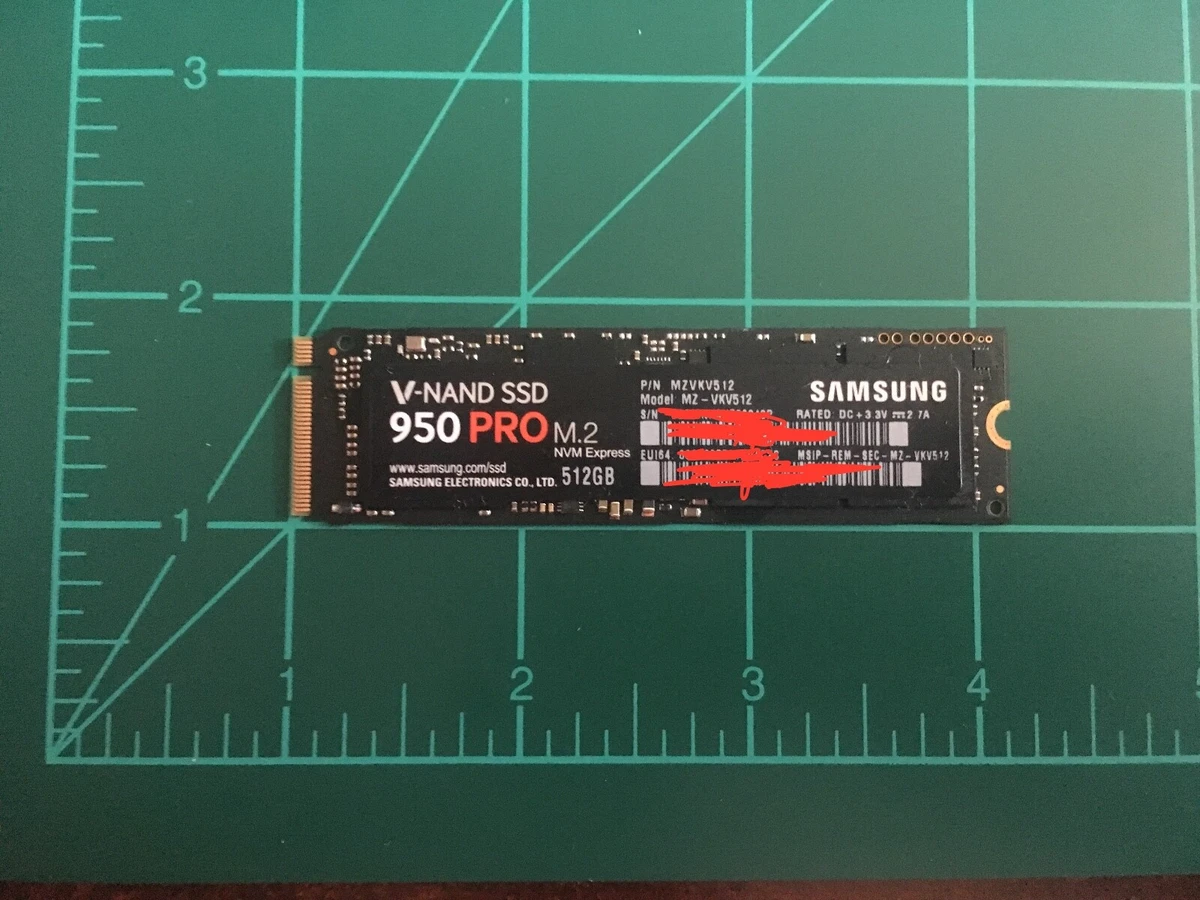 3
2
V-NAND SSD
950 PRO M.2
NVM Express
www.samsung.com/ssd
SAMSUNG ELECTRONICS CO., LTD. 512GB
P/N MZVKV512
Model MZ-VKV512
S/N
EUI64.
SAMSUNG
RATED: DC+3.3V 2.7A
MSIP-REM-SEC-MZ-VKV512
1
1 2 3 4